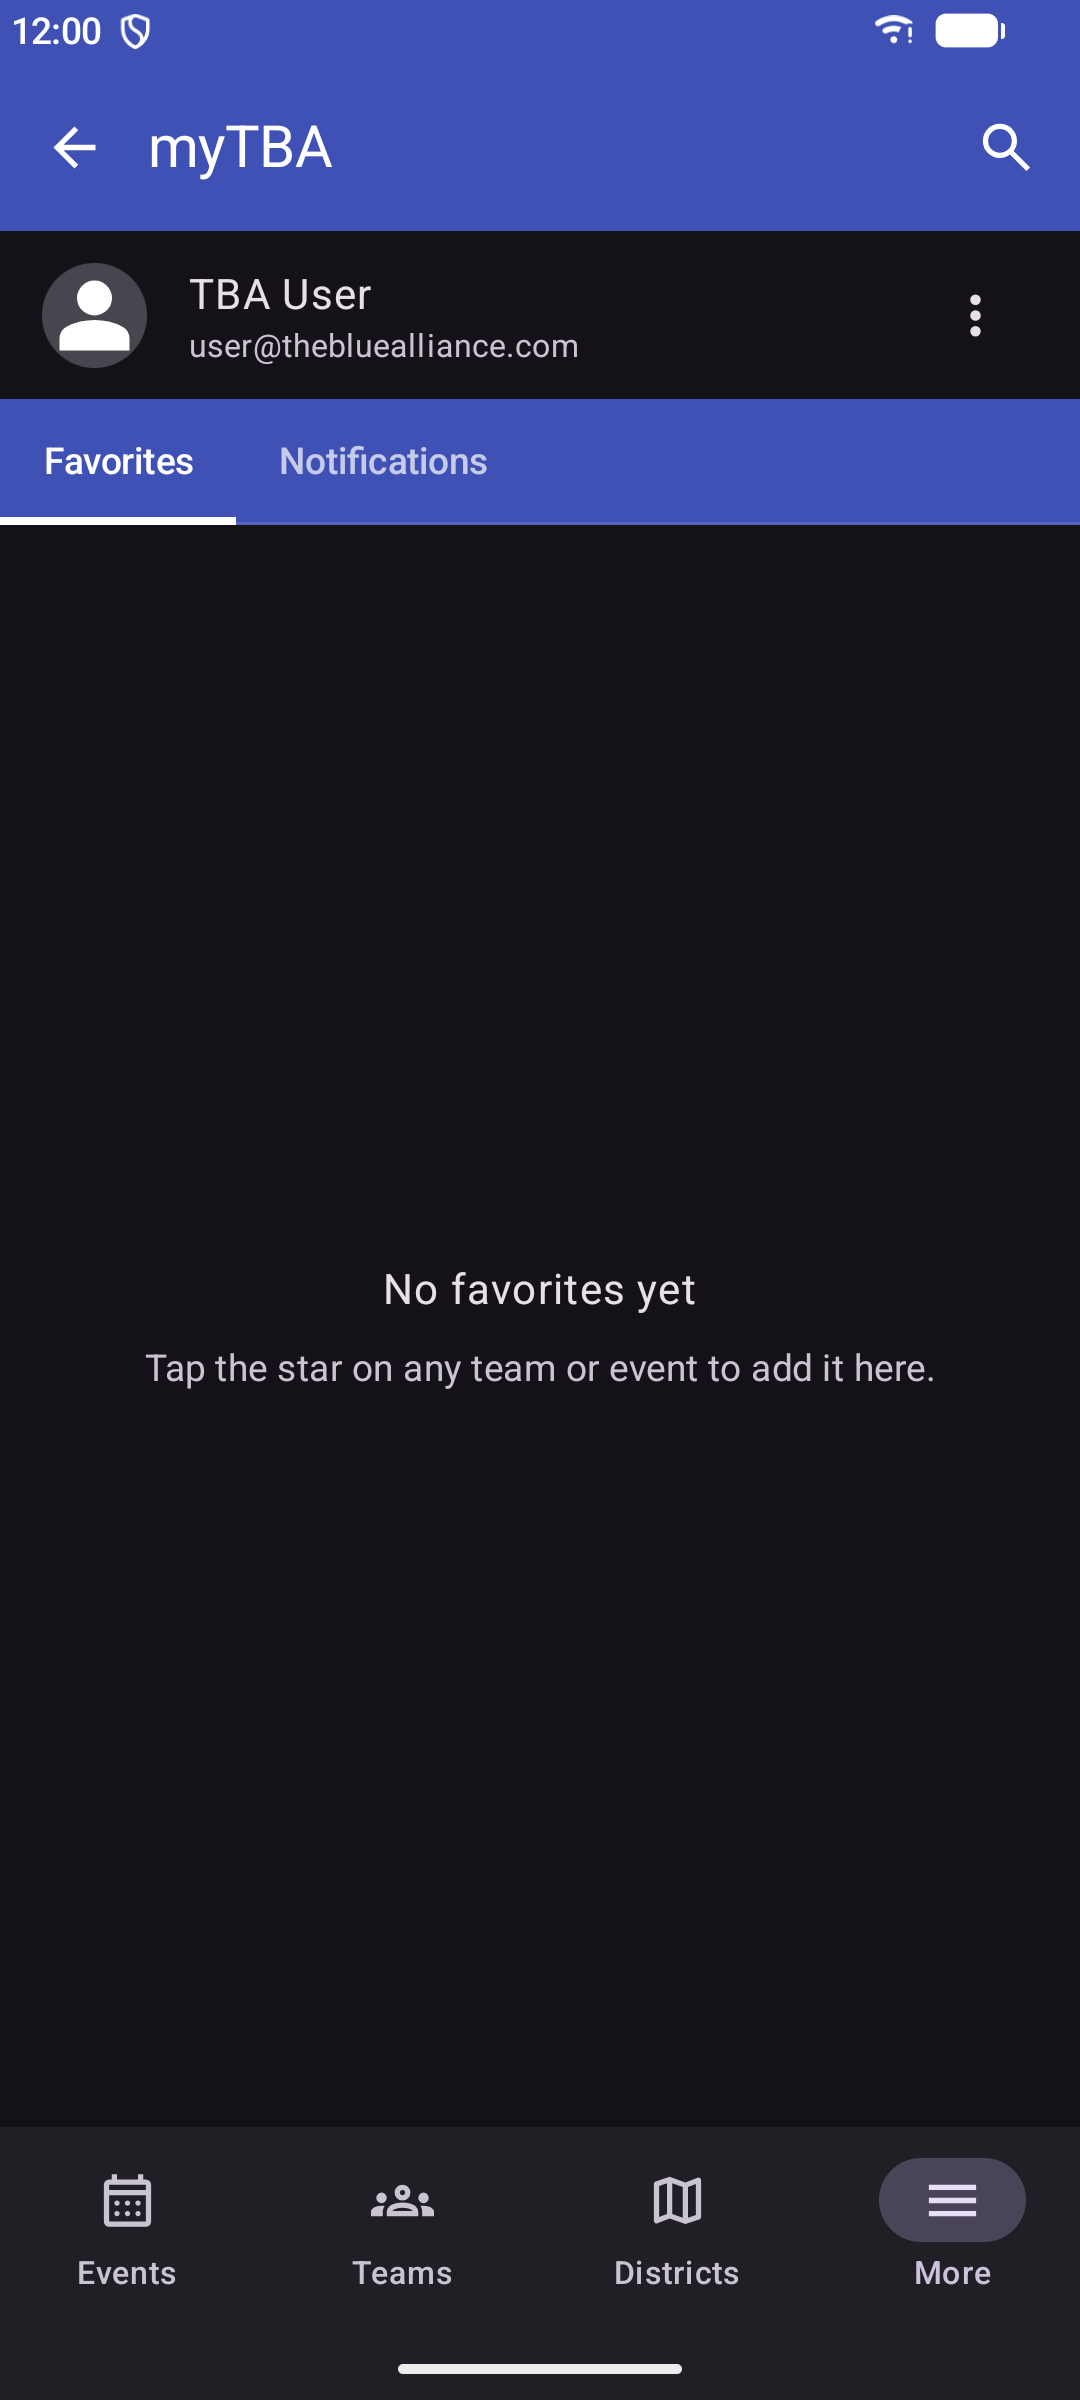 12:00
myTBA
TBA User
user@thebluealliance.com
Favorites
Notifications
No favorites yet
Tap the star on any team or event to add it here.
Events
Teams
Districts
More